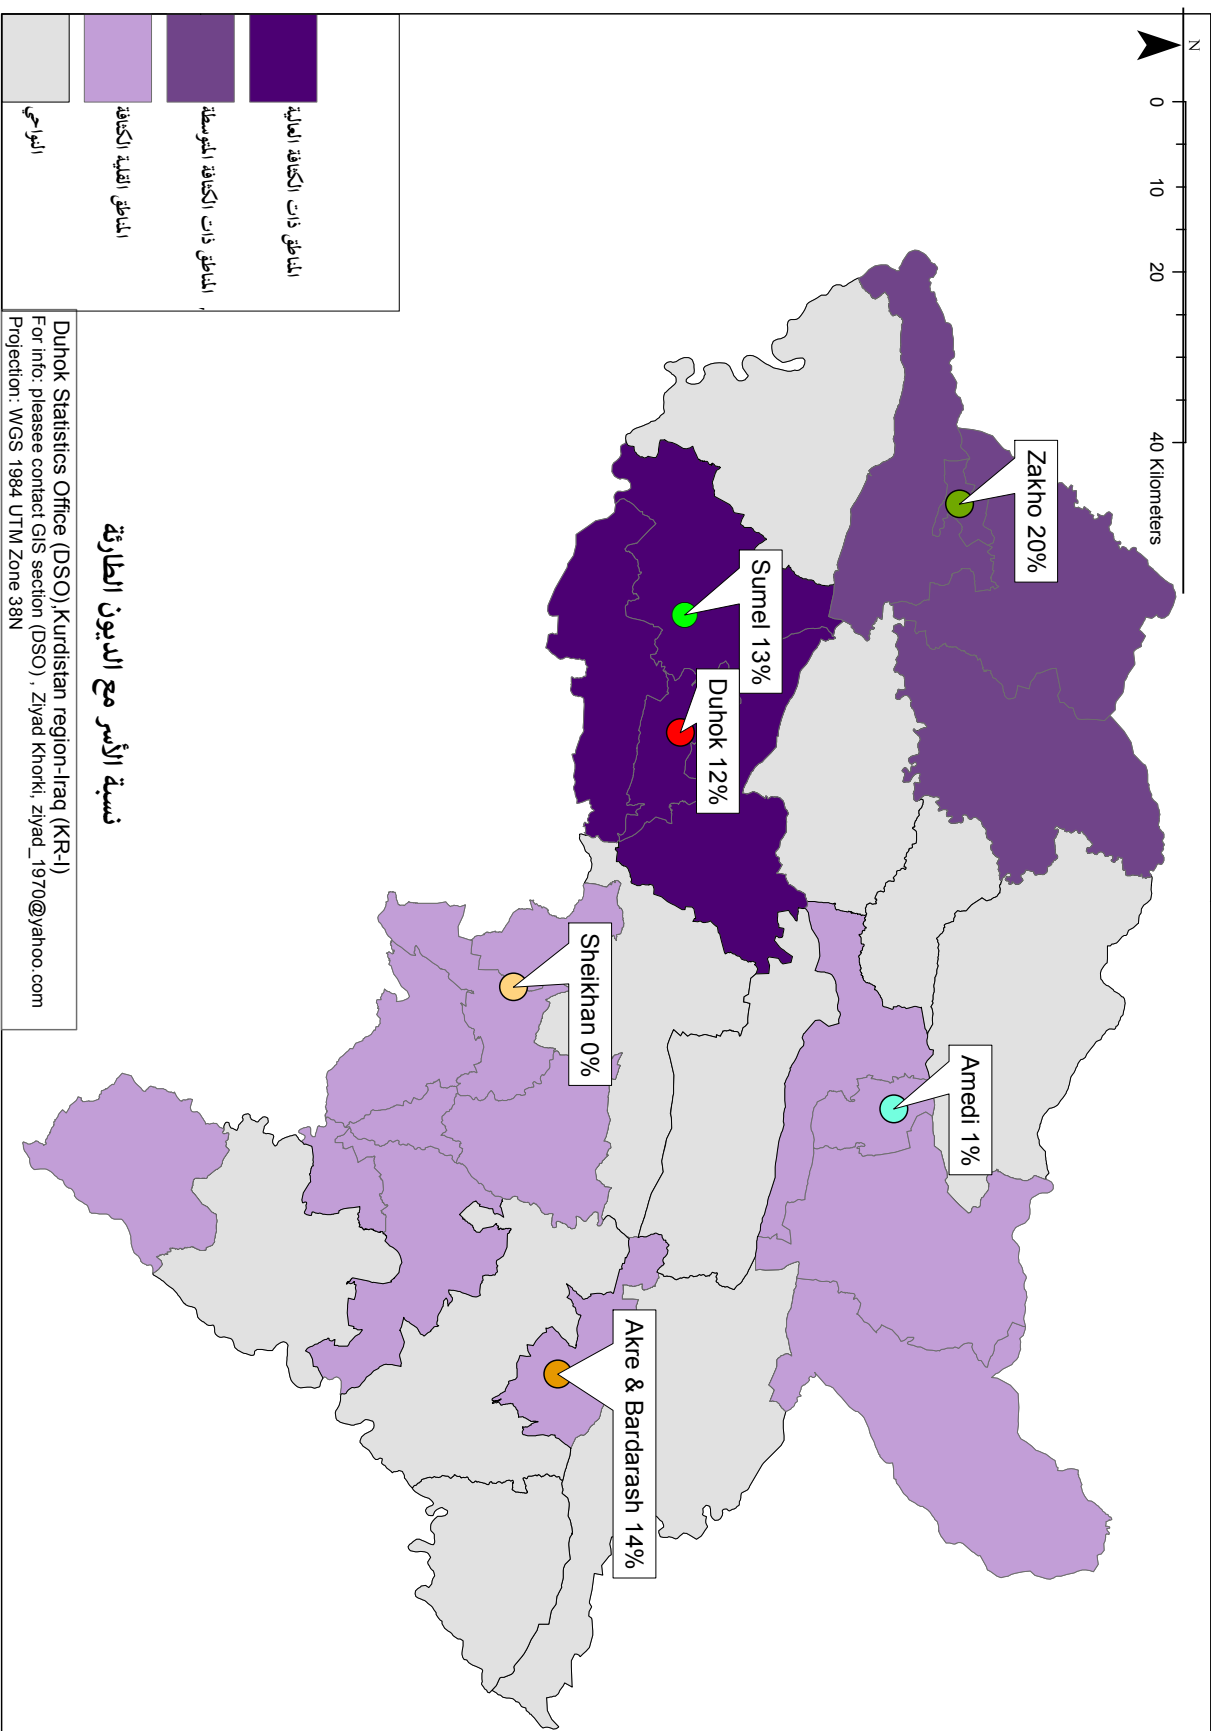 N
0 10 20 40 Kilometers
Zakho 20%
Sumel 13%
Duhok 12%
Amedi 1%
Sheikhan 0%
Akre & Bardarash 14%
المناطق ذات الكثافة العالية
المناطق ذات الكثافة المتوسطة
المناطق القلية الكثافة
النواحي
نسبة الأسر مع الديون الطارئة
Duhok Statistics Office (DSO),Kurdistan region-Iraq (KR-I)
For info: pleasee contact GIS section (DSO) , Ziyad Khorki, ziyad_1970@yahoo.com
Projection: WGS 1984 UTM Zone 38N